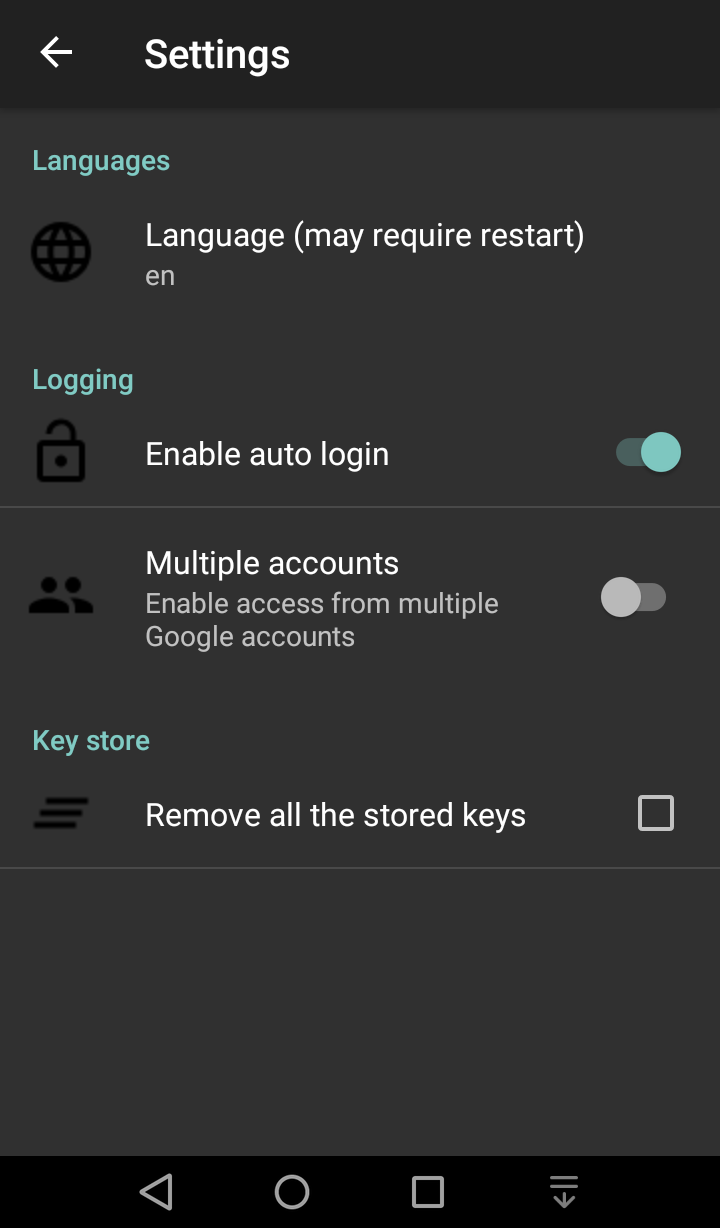 Settings
Languages
Language (may require restart)
en
Logging
Enable auto login
Multiple accounts
Enable access from multiple
Google accounts
Key store
Remove all the stored keys